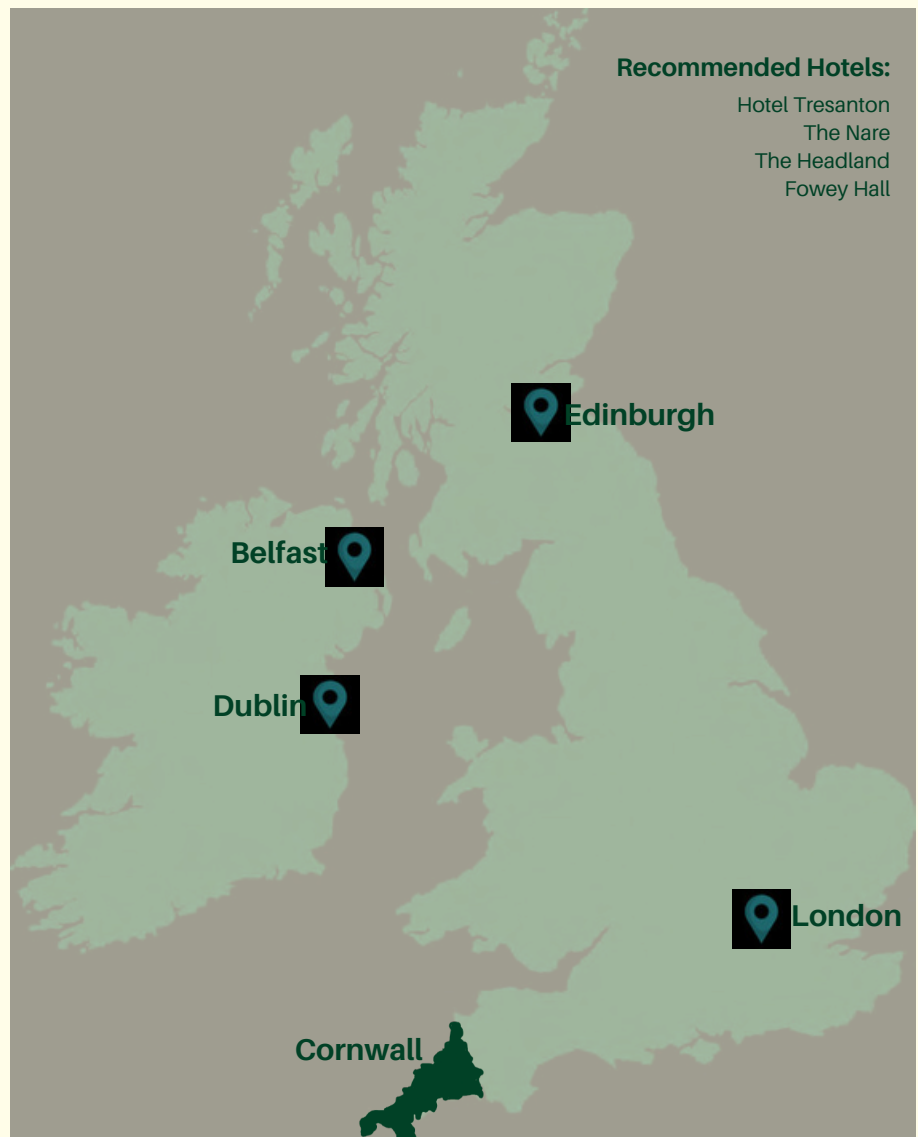 Recommended Hotels:
Hotel Tresanton
The Nare
The Headland
Fowey Hall
Edinburgh
Belfast
Dublin
London
Cornwall